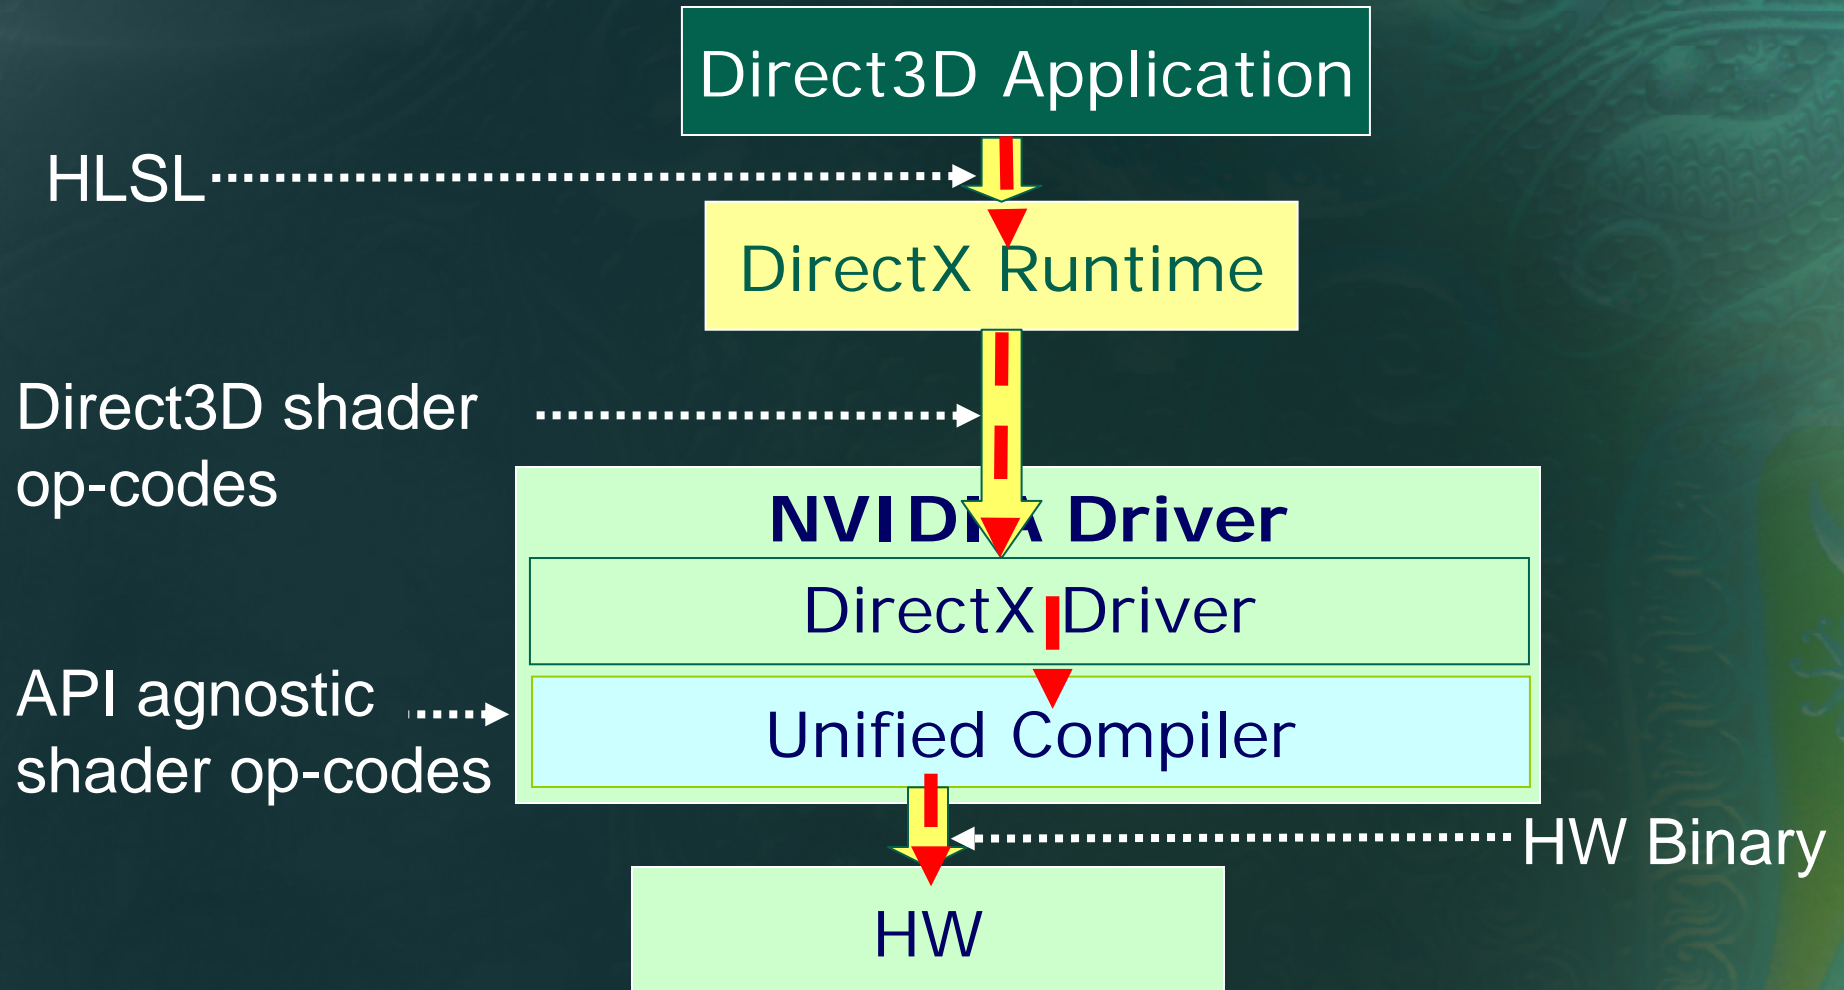 Direct3D Application
HLSL
DirectX Runtime
Direct3D shader
op-codes
NVIDIA Driver
DirectX Driver
API agnostic
shader op-codes
Unified Compiler
HW Binary
HW